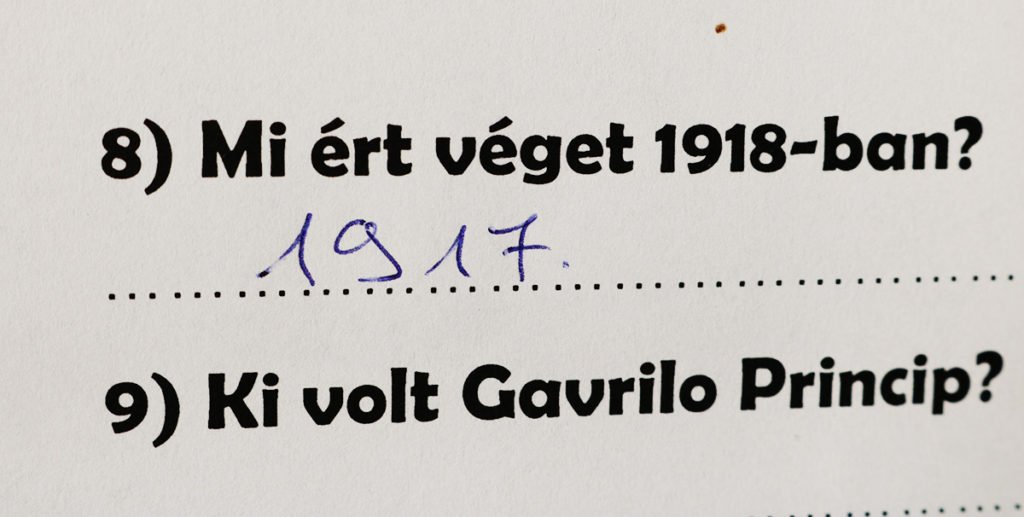 8) Mi ért véget 1918-ban?
1917.
9) Ki volt Gavrilo Princip?